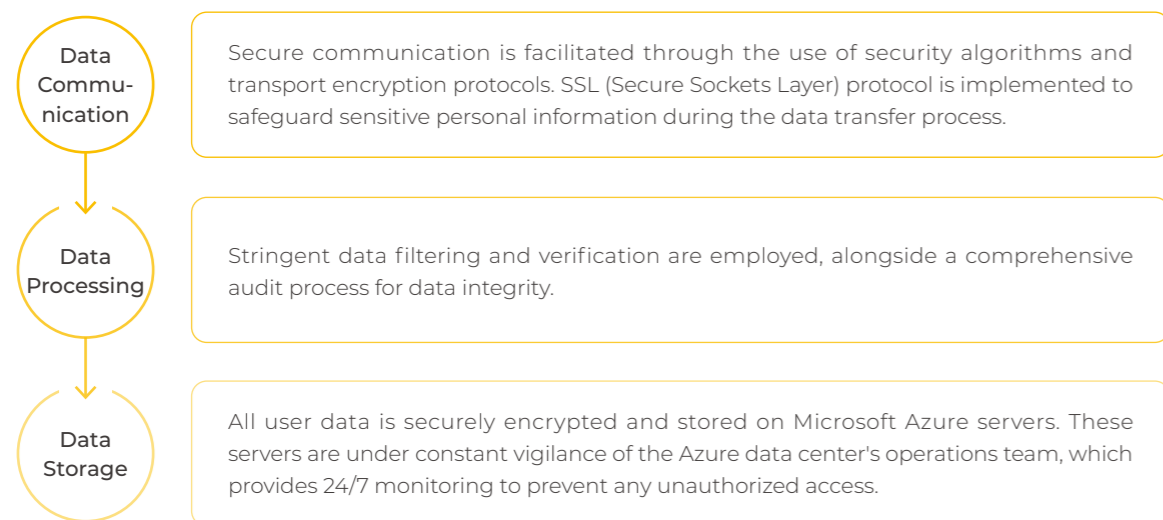 Data
Commu-
nication
Secure communication is facilitated through the use of security algorithms and
transport encryption protocols. SSL (Secure Sockets Layer) protocol is implemented to
safeguard sensitive personal information during the data transfer process.
Data
Processing
Stringent data filtering and verification are employed, alongside a comprehensive
audit process for data integrity.
Data
Storage
All user data is securely encrypted and stored on Microsoft Azure servers. These
servers are under constant vigilance of the Azure data center's operations team, which
provides 24/7 monitoring to prevent any unauthorized access.